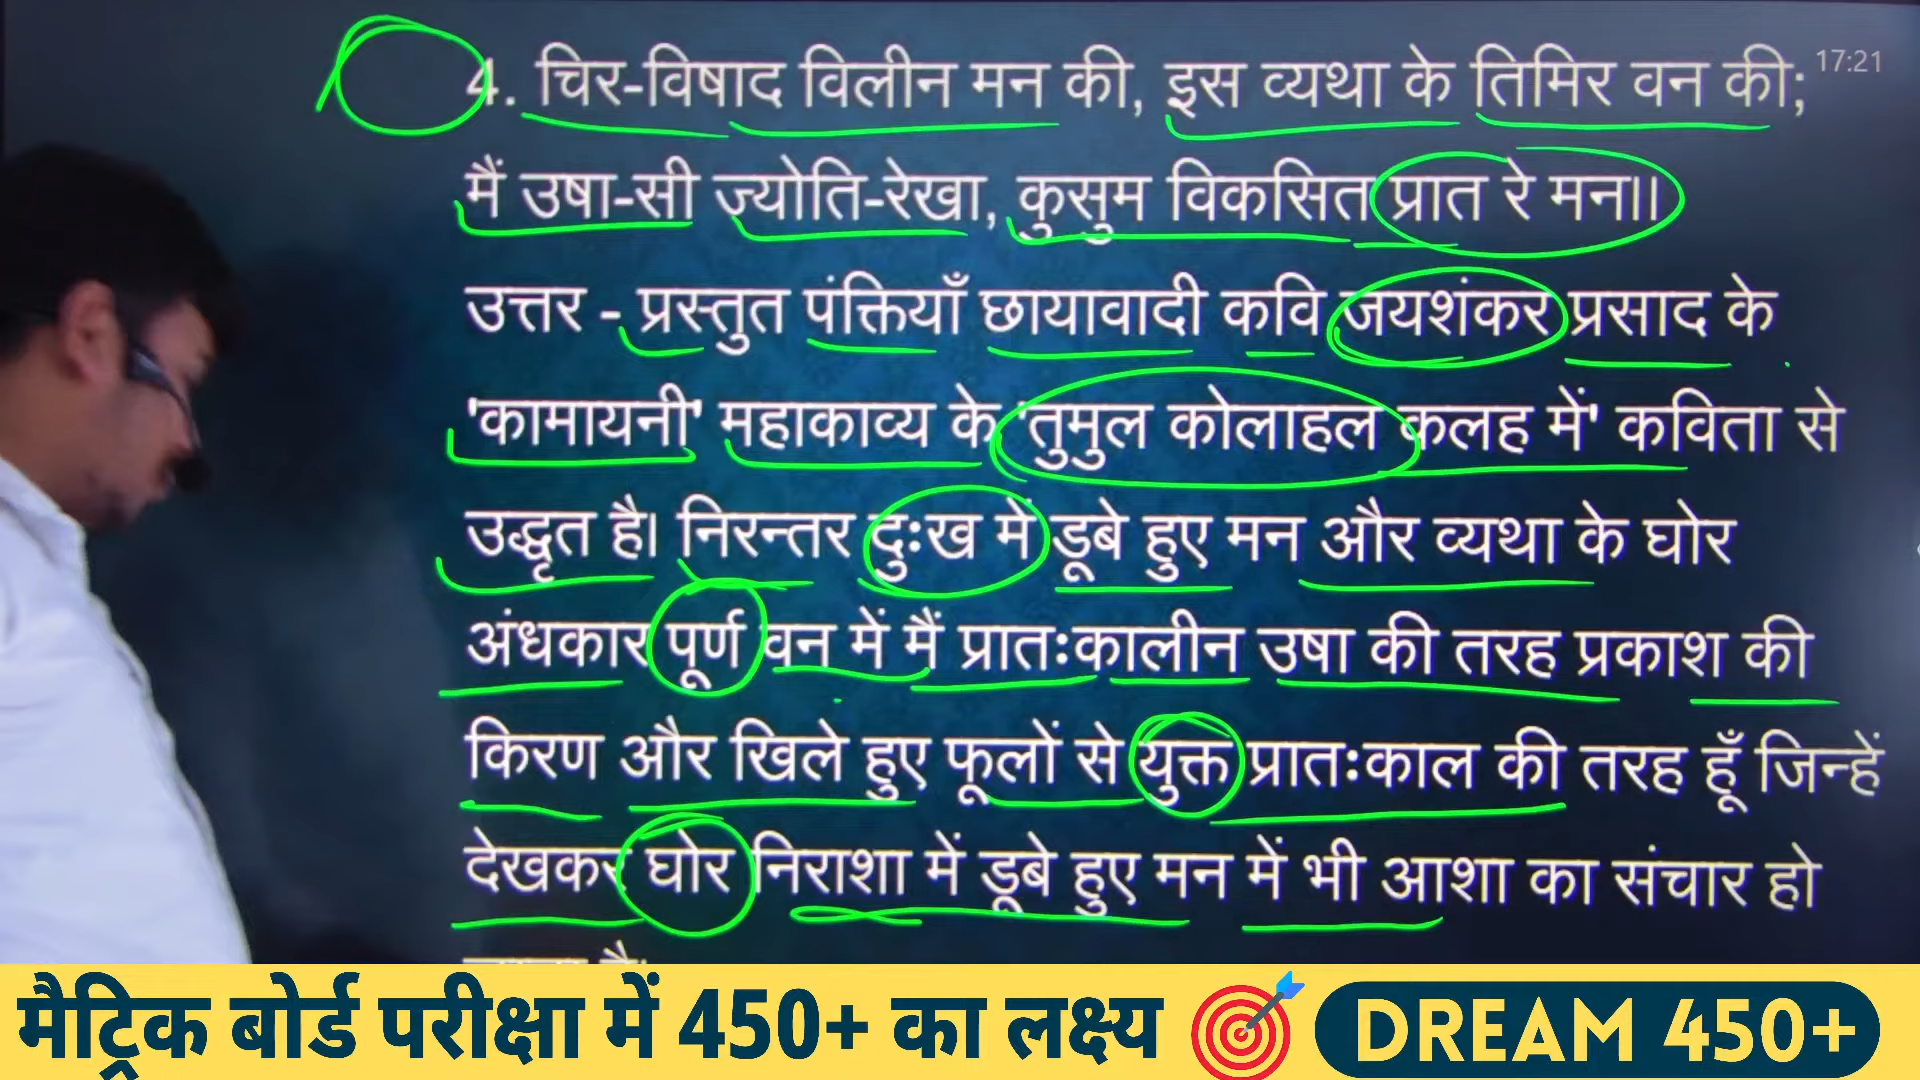 17:21
4. चिर-विषाद विलीन मन की, इस व्यथा के तिमिर वन की;
मैं उषा-सी ज्योति-रेखा, कुसुम विकसित प्रात रे मन।।
उत्तर - प्रस्तुत पंक्तियाँ छायावादी कवि जयशंकर प्रसाद के
'कामायनी' महाकाव्य के 'तुमुल कोलाहल कलह में' कविता से
उद्धृत है। निरन्तर दुःख में डूबे हुए मन और व्यथा के घोर
अंधकार पूर्ण वन में मैं प्रातःकालीन उषा की तरह प्रकाश की
किरण और खिले हुए फूलों से युक्त प्रातःकाल की तरह हूँ जिन्हें
देखकर घोर निराशा में डूबे हुए मन में भी आशा का संचार हो
मैट्रिक बोर्ड परीक्षा में 450+ का लक्ष्य DREAM 450+